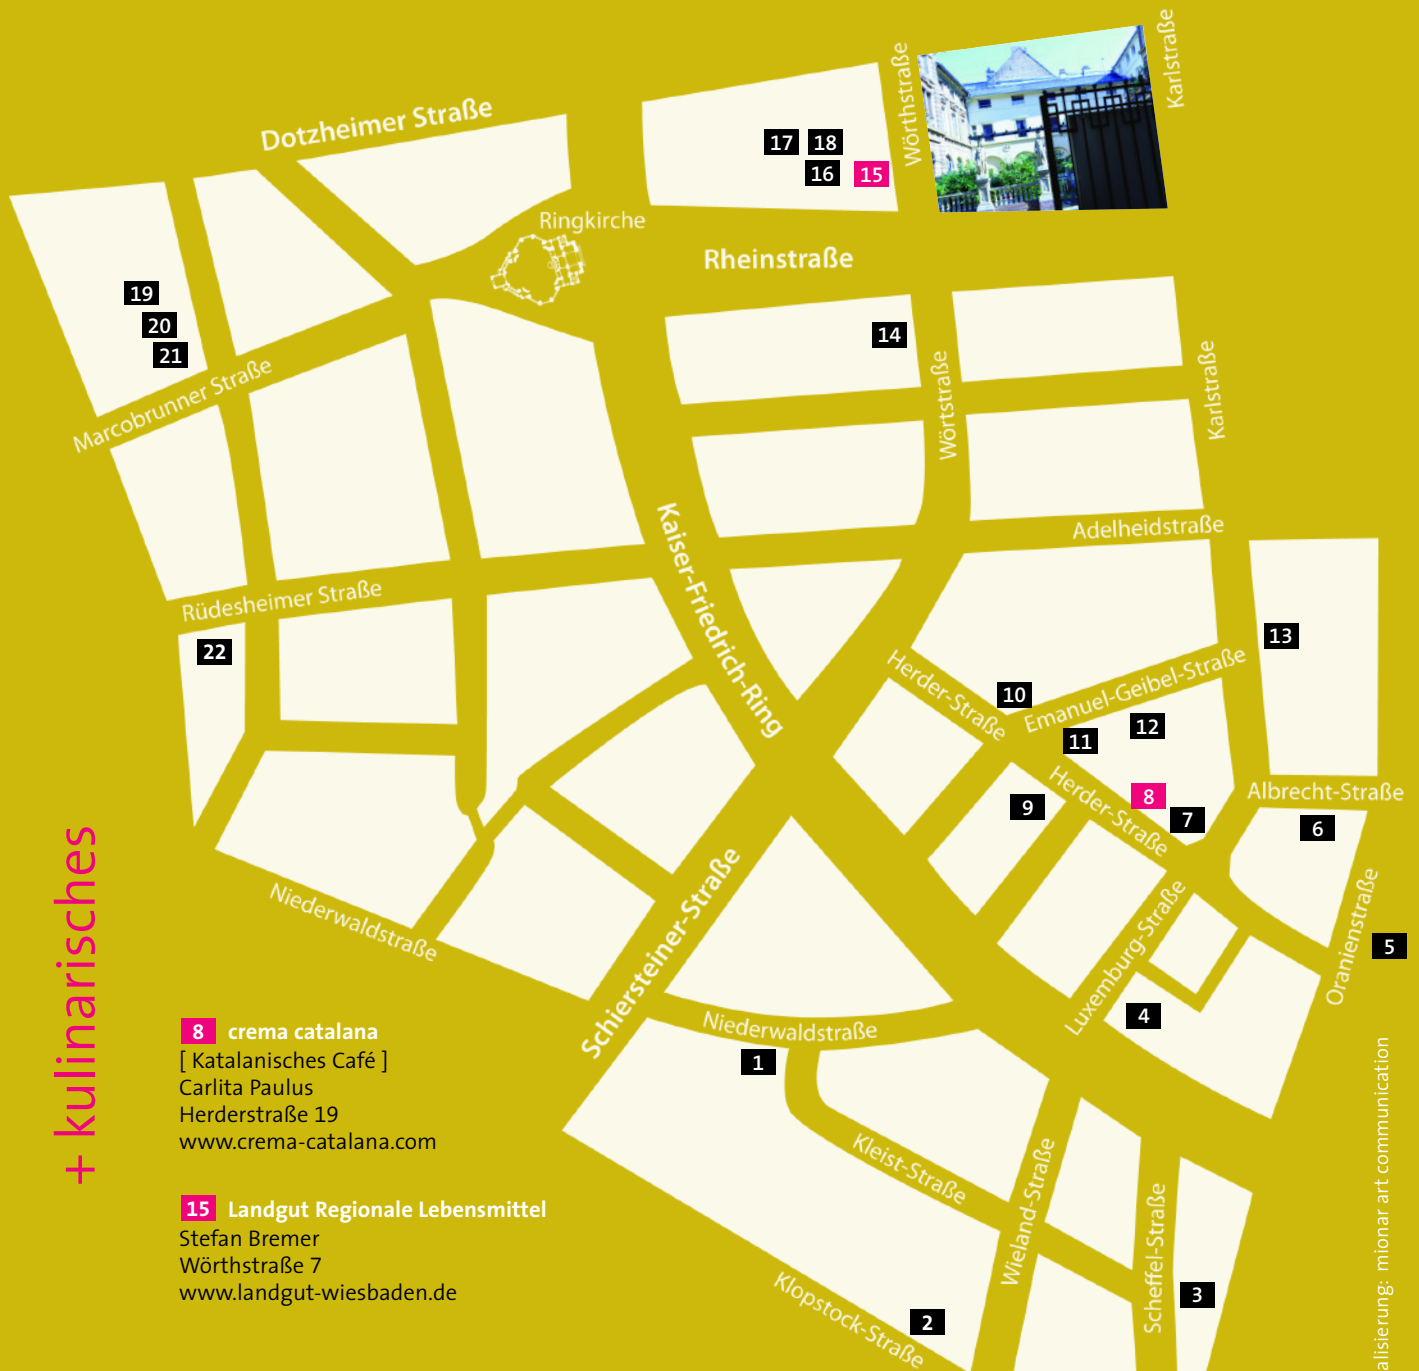 Dotzheimer Straße
Wörthstraße
Karlstraße
17 18
16 15
Ringkirche
Rheinstraße
19
20
21
14
Marcobrunner Straße
Wörtstraße
Karlstraße
Kaiser-Friedrich-Ring
Adelheidstraße
Rüdesheimer Straße
22
13
Herder-Straße
10
Emanuel-Geibel-Straße
12
11
Herder-Straße
8
7
9
Albrecht-Straße
6
Oranienstraße
5
Niederwaldstraße
Schiersteiner-Straße
Luxemburg-Straße
4
Niederwaldstraße
1
Kleist-Straße
Wieland-Straße
Scheffel-Straße
3
Klopstock-Straße
2
+ kulinarisches
8 crema catalana
[ Katalanisches Café ]
Carlita Paulus
Herderstraße 19
www.crema-catalana.com
15 Landgut Regionale Lebensmittel
Stefan Bremer
Wörthstraße 7
www.landgut-wiesbaden.de
alisierung: mionar art communication